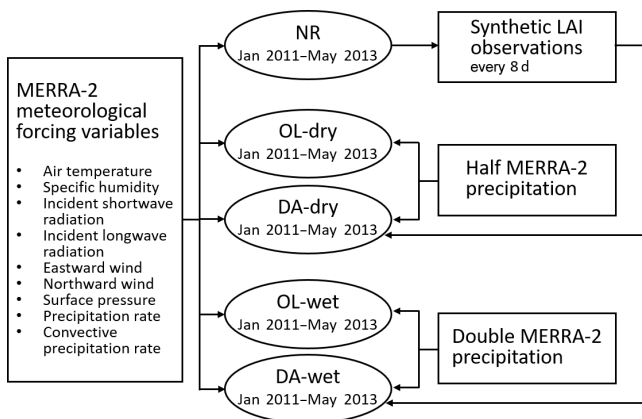 MERRA-2
meteorological
forcing variables
• Air temperature
• Specific humidity
• Incident shortwave
radiation
• Incident longwave
radiation
• Eastward wind
• Northward wind
• Surface pressure
• Precipitation rate
• Convective
precipitation rate
NR
Jan 2011–May 2013
OL-dry
Jan 2011–May 2013
DA-dry
Jan 2011–May 2013
OL-wet
Jan 2011–May 2013
DA-wet
Jan 2011–May 2013
Synthetic LAI
observations
every 8 d
Half MERRA-2
precipitation
Double MERRA-2
precipitation